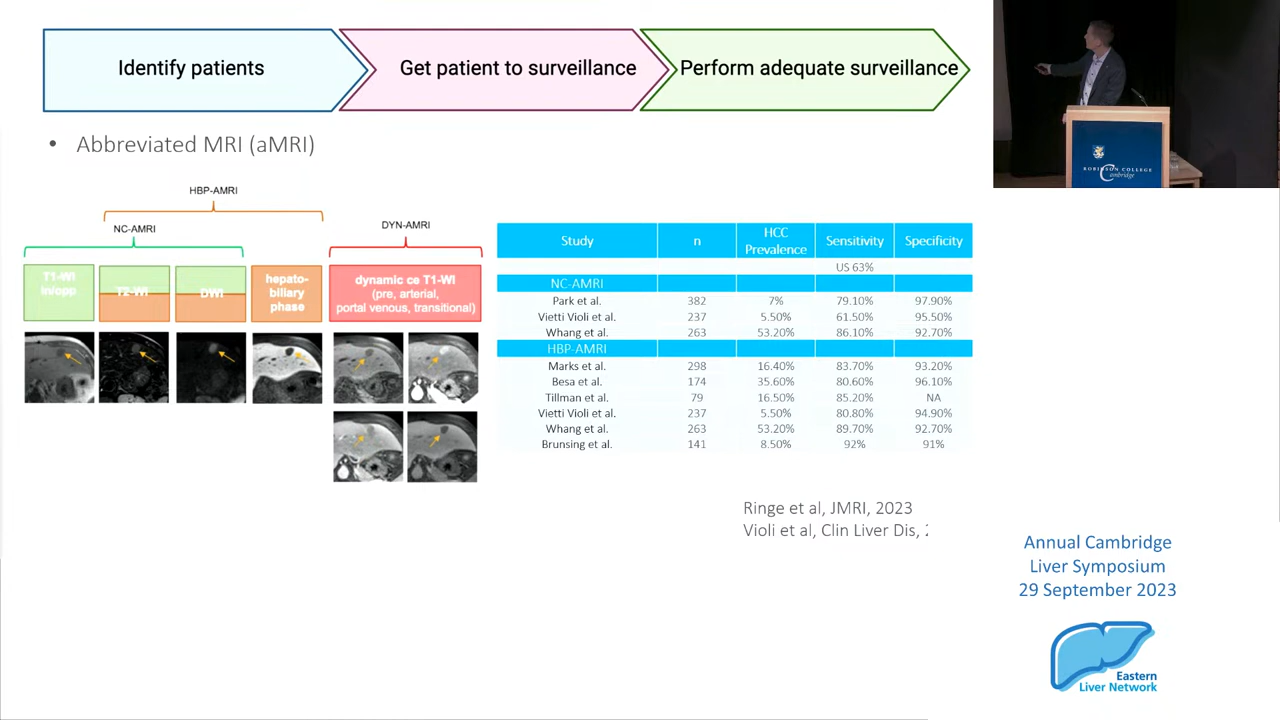 Identify patients
Get patient to surveillance
Perform adequate surveillance
• Abbreviated MRI (aMRI)
HBP-AMRI
NC-AMRI
DYN-AMRI
T1-WI
in/opp
T2-WI
DWI
hepato-
biliary
phase
dynamic ce T1-WI
(pre, arterial,
portal venous, transitional)
Study n HCC Prevalence Sensitivity Specificity
US 63%
NC-AMRI
Park et al. 382 7% 79.10% 97.90%
Vietti Violi et al. 237 5.50% 61.50% 95.50%
Whang et al. 263 53.20% 86.10% 92.70%
HBP-AMRI
Marks et al. 298 16.40% 83.70% 93.20%
Besa et al. 174 35.60% 80.60% 96.10%
Tillman et al. 79 16.50% 85.20% NA
Vietti Violi et al. 237 5.50% 80.80% 94.90%
Whang et al. 263 53.20% 89.70% 92.70%
Brunsing et al. 141 8.50% 92% 91%
Ringe et al, JMRI, 2023
Violi et al, Clin Liver Dis,
ROBINSON COLLEGE
Cambridge
Annual Cambridge
Liver Symposium
29 September 2023
Eastern
Liver Network